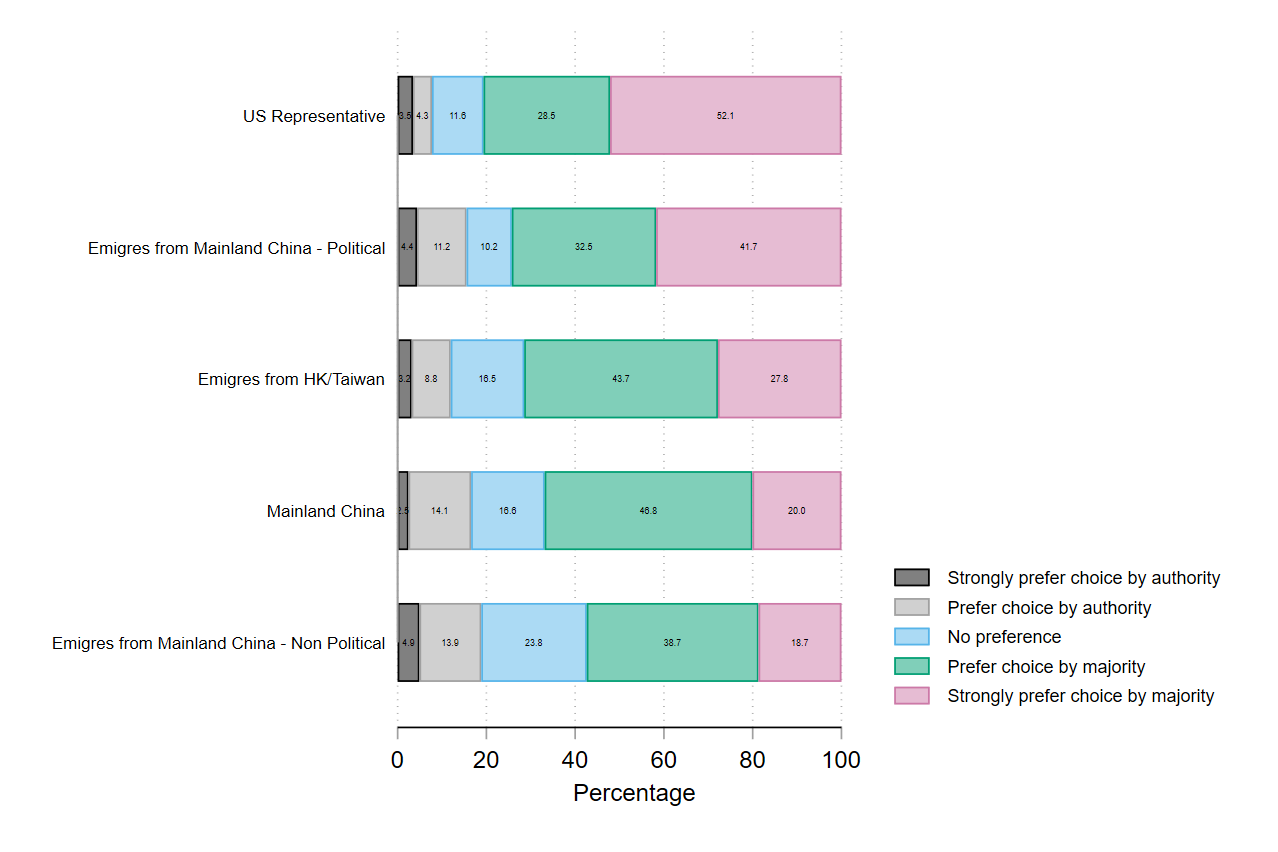 US Representative
3.5 4.3 11.6 28.5 52.1
Emigres from Mainland China - Political
4.4 11.2 10.2 32.5 41.7
Emigres from HK/Taiwan
3.2 8.8 16.5 43.7 27.8
Mainland China
2.5 14.1 16.6 46.8 20.0
Emigres from Mainland China - Non Political
4.9 13.9 23.8 38.7 18.7
Strongly prefer choice by authority
Prefer choice by authority
No preference
Prefer choice by majority
Strongly prefer choice by majority
0 20 40 60 80 100
Percentage